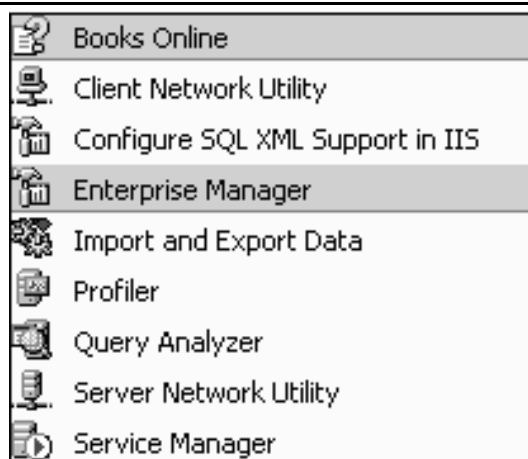 Books Online
Client Network Utility
Configure SQL XML Support in IIS
Enterprise Manager
Import and Export Data
Profiler
Query Analyzer
Server Network Utility
Service Manager